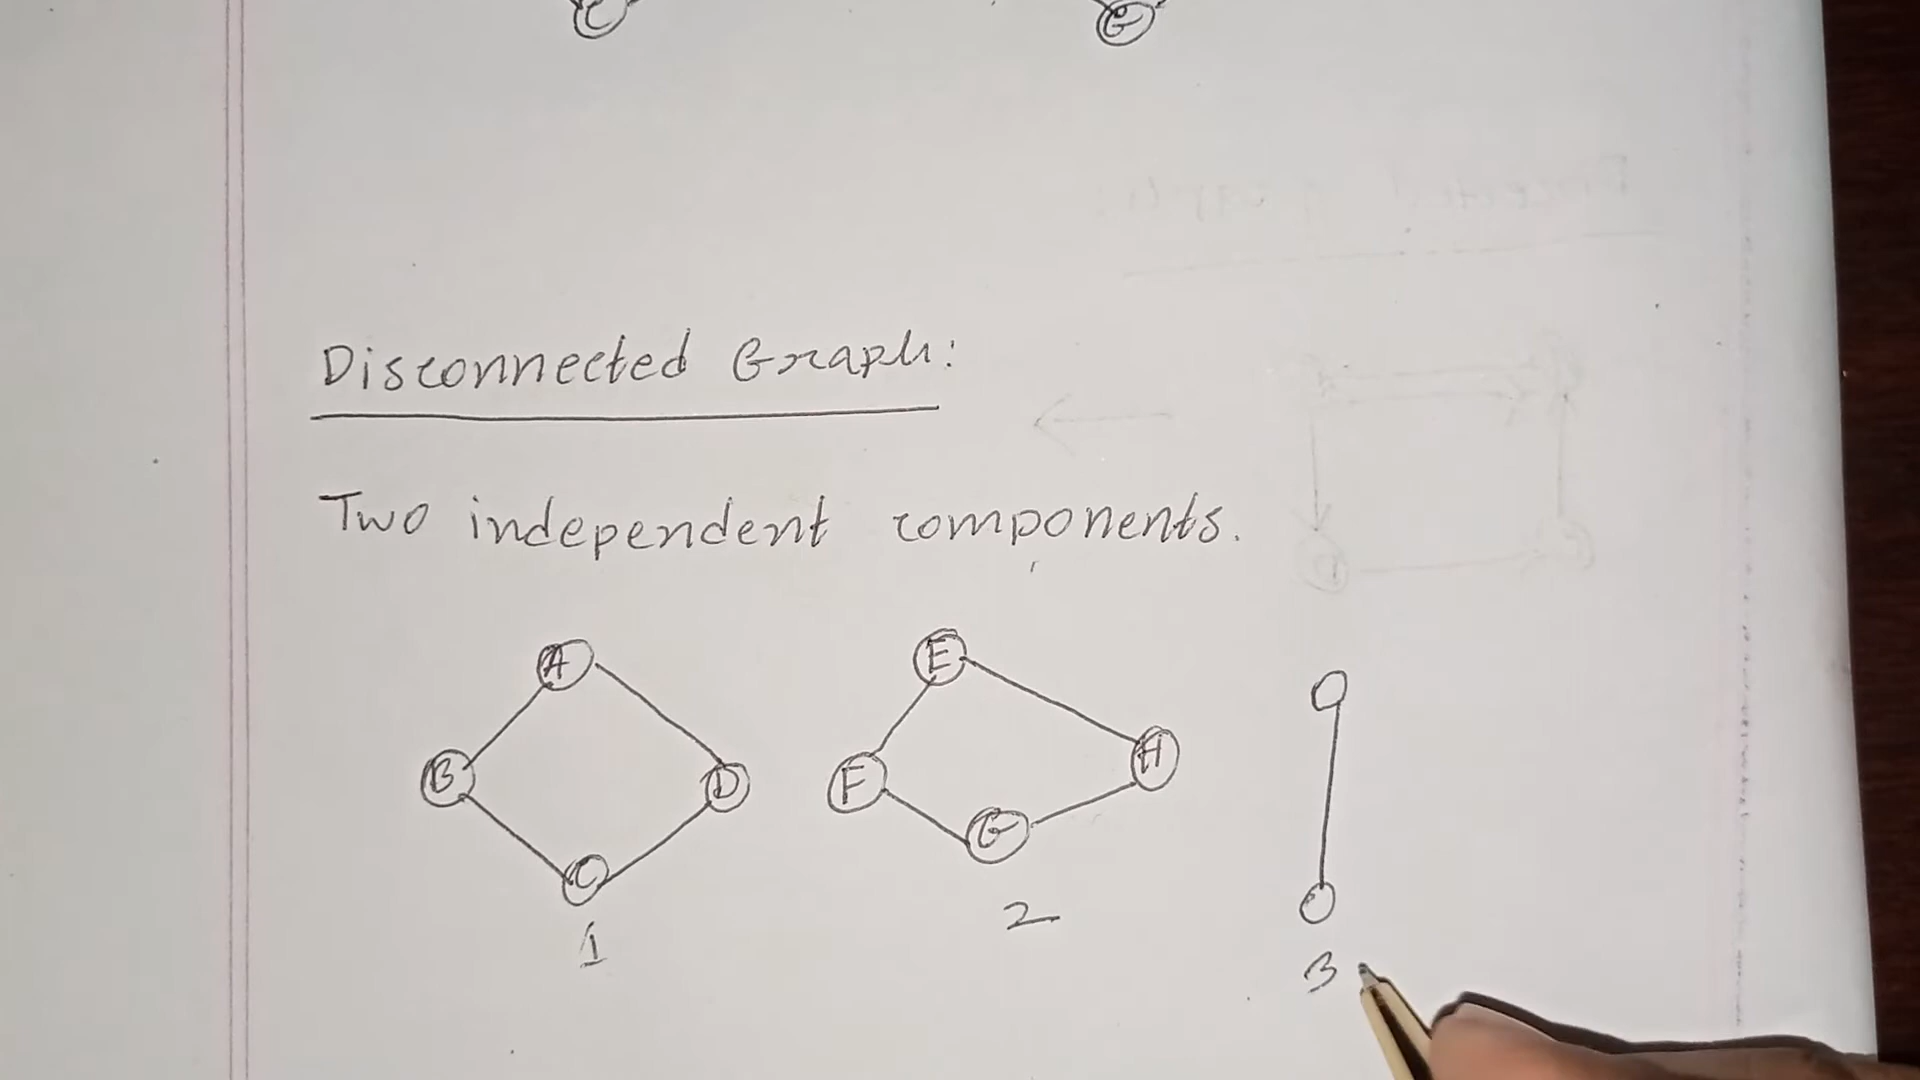 C G
Disconnected Graph:
Two independent components.
A E
B D F H
G
C
1 2
3